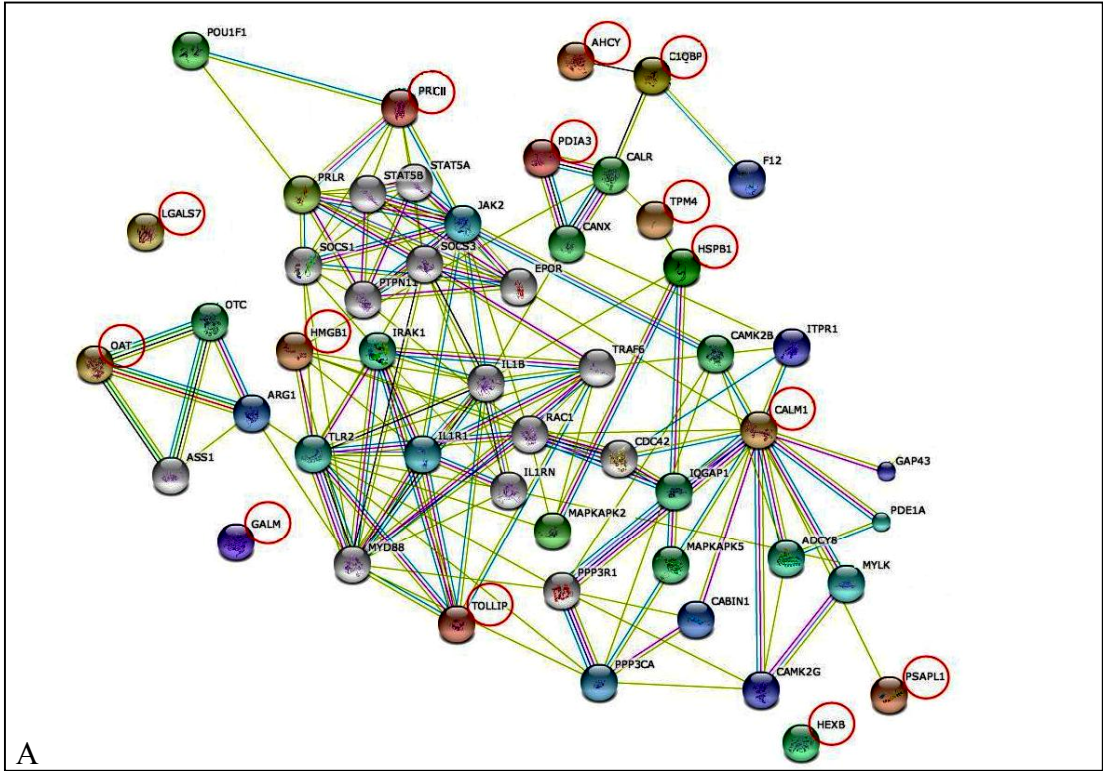 POU1F1
AHCY
C1QBP
PRCII
PDIA3
CALR
F12
STAT5A
STAT5B
PRLR
TPM4
LGALS7
JAK2
CANX
SOCS1
SOCS3
HSPB1
EPOR
PTPN11
OTC
HMGB1
IRAK1
ITPR1
CAMK2B
OAT
TRAF6
IL1B
ARG1
CALM1
RAC1
TLR2
IL1R1
CDC42
ASS1
GAP43
IL1RN
IQGAP1
PDE1A
GALM
MAPKAPK2
MYD88
MAPKAPK5
ADCY8
MYLK
PPP3R1
TOLLIP
CABIN1
PPP3CA
CAMK2G
PSAPL1
HEXB
A